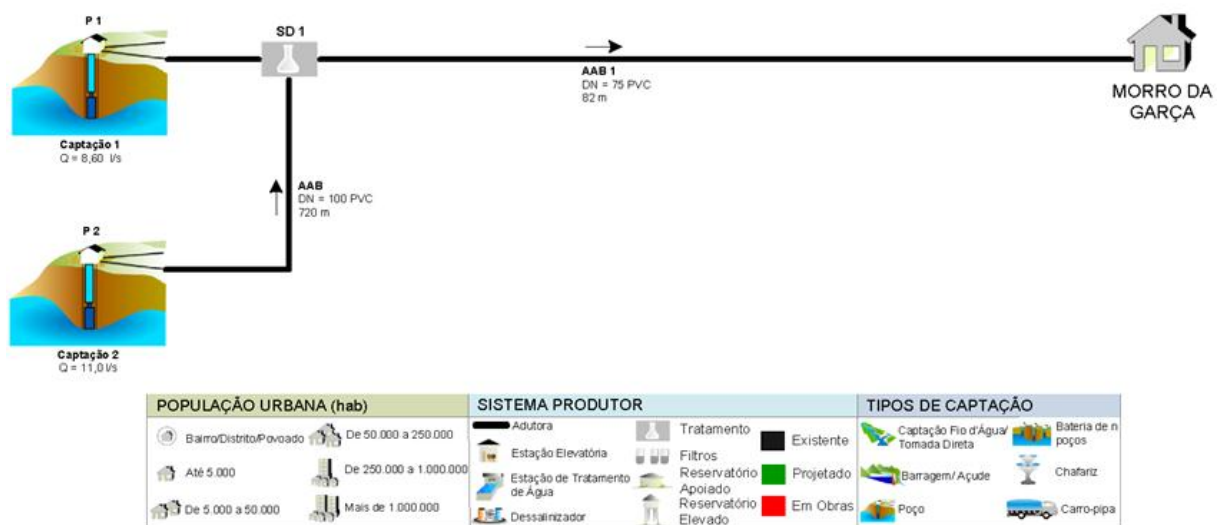 P 1
SD 1
AAB 1
DN = 75 PVC
82 m
MORRO DA
GARÇA
Captação 1
Q = 8,60 l/s
AAB
DN = 100 PVC
720 m
P 2
Captação 2
Q = 11,0 l/s
POPULAÇÃO URBANA (hab)
Bairro/Distrito/Povoado
De 50.000 a 250.000
Até 5.000
De 250.000 a 1.000.000
De 5.000 a 50.000
Mais de 1.000.000
SISTEMA PRODUTOR
Adutora
Estação Elevatória
Estação de Tratamento
de Água
Dessalinizador
Tratamento
Filtros
Reservatório
Apoiado
Reservatório
Elevado
Existente
Projetado
Em Obras
TIPOS DE CAPTAÇÃO
Captação Fio d'Água/
Tomada Direta
Bateria de n
poços
Barragem/ Açude
Chafariz
Poço
Carro-pipa